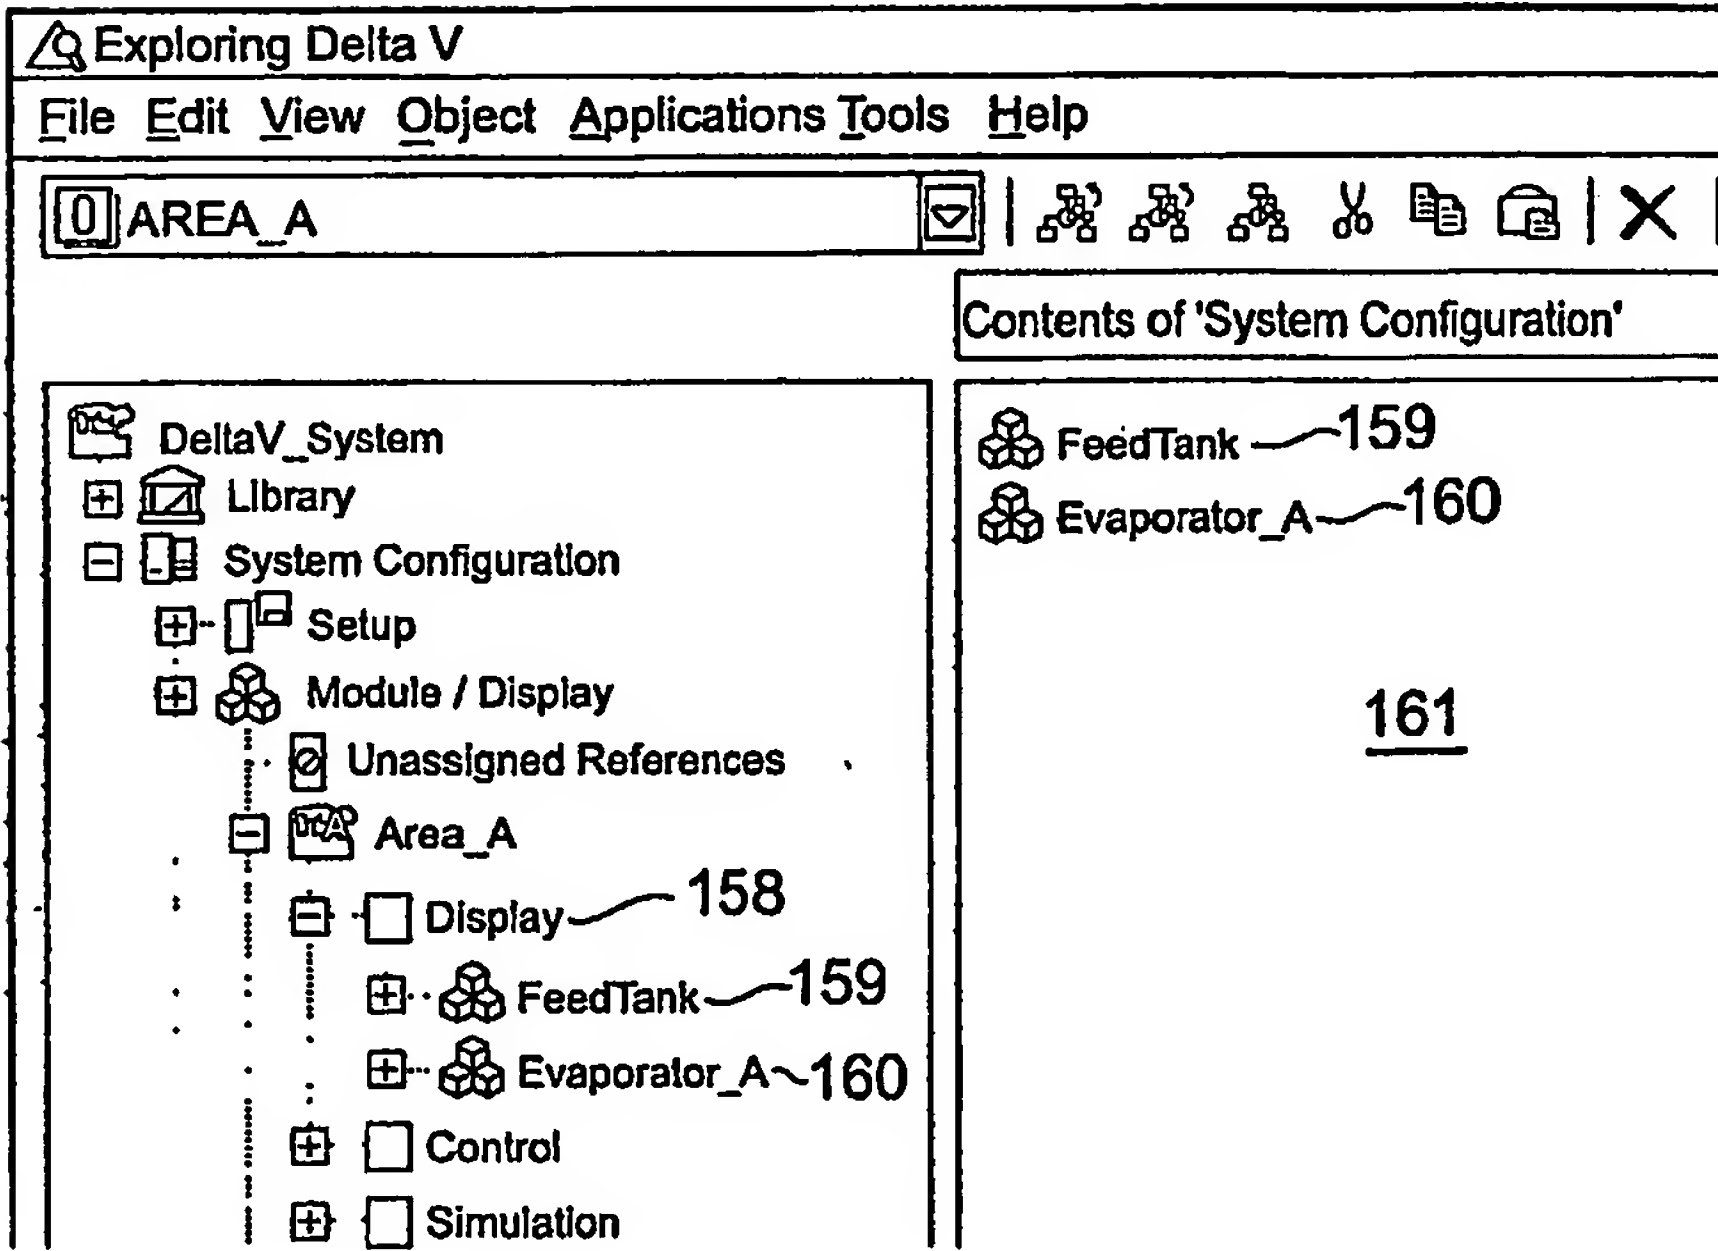 Exploring Delta V
File Edit View Object Applications Tools Help
AREA_A
Contents of 'System Configuration'
DeltaV_System
Library
System Configuration
Setup
Module / Display
Unassigned References
Area_A
Display 158
FeedTank 159
Evaporator_A 160
Control
Simulation
FeedTank 159
Evaporator_A 160
161